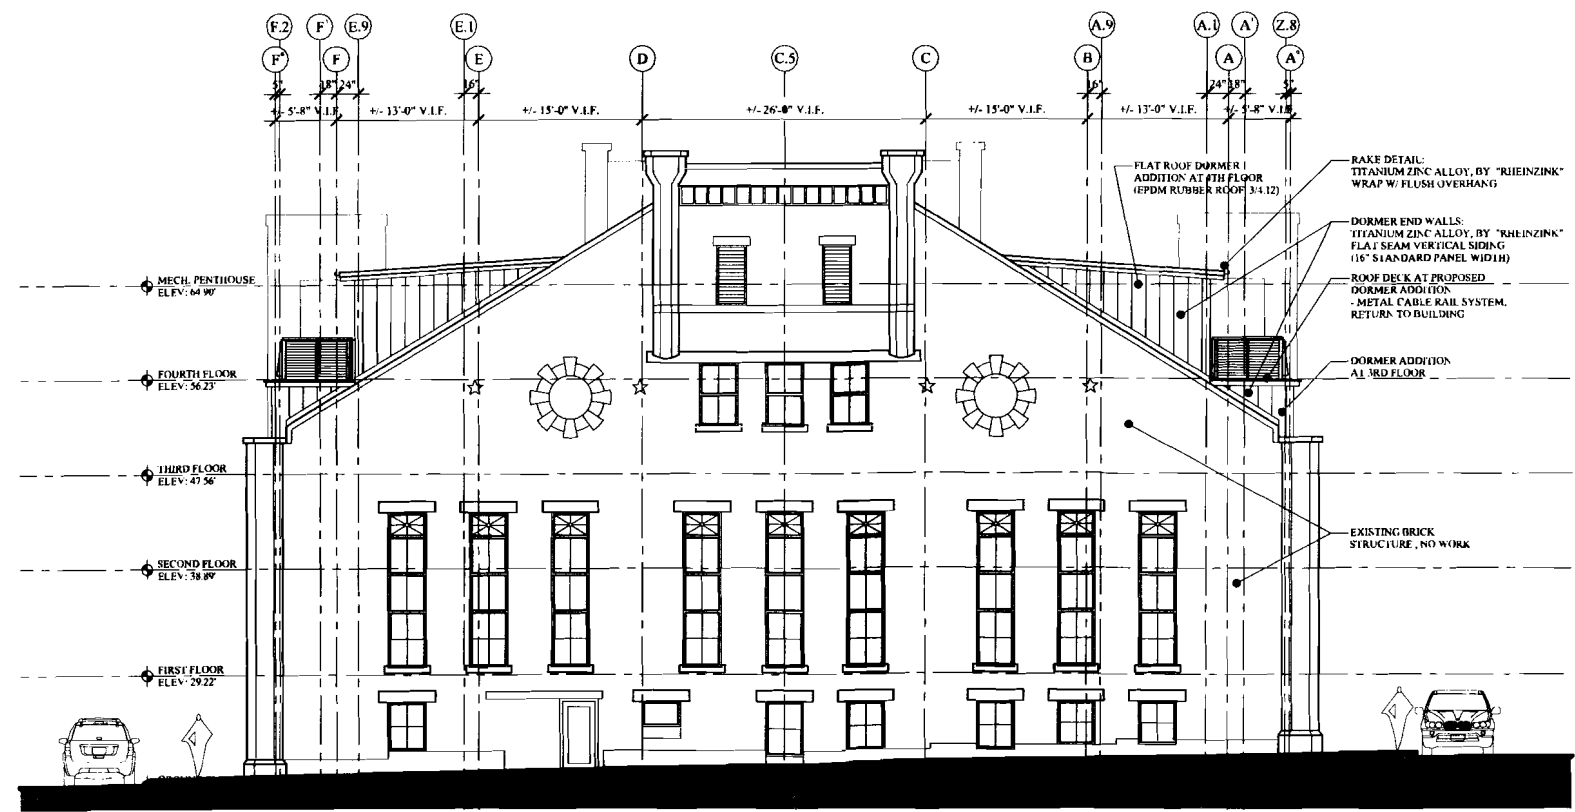 F.2 F' E.9 E.1 A.9 A.1 A' Z.8
F" F E D C.5 C B A A"
5" 18" 24" 16" 16" 24" 18" 5"
+/- 5'-8" V.I.F. +/- 13'-0" V.I.F. +/- 15'-0" V.I.F. +/- 26'-0" V.I.F. +/- 15'-0" V.I.F. +/- 13'-0" V.I.F. +/- 5'-8" V.I.F.
FLAT ROOF DORMER
ADDITION AT 4TH FLOOR
(EPDM RUBBER ROOF 3/4.12)
RAKE DETAIL:
TITANIUM ZINC ALLOY, BY "RHEINZINK"
WRAP W/ FLUSH OVERHANG
DORMER END WALLS:
TITANIUM ZINC ALLOY, BY "RHEINZINK"
FLAT SEAM VERTICAL SIDING
(16" STANDARD PANEL WIDTH)
ROOF DECK AT PROPOSED
DORMER ADDITION
- METAL CABLE RAIL SYSTEM,
RETURN TO BUILDING
DORMER ADDITION
AT 3RD FLOOR
EXISTING BRICK
STRUCTURE, NO WORK
MECH. PENTHOUSE
ELEV: 64.90'
FOURTH FLOOR
ELEV: 56.23'
THIRD FLOOR
ELEV: 47.56'
SECOND FLOOR
ELEV: 38.89'
FIRST FLOOR
ELEV: 29.22'